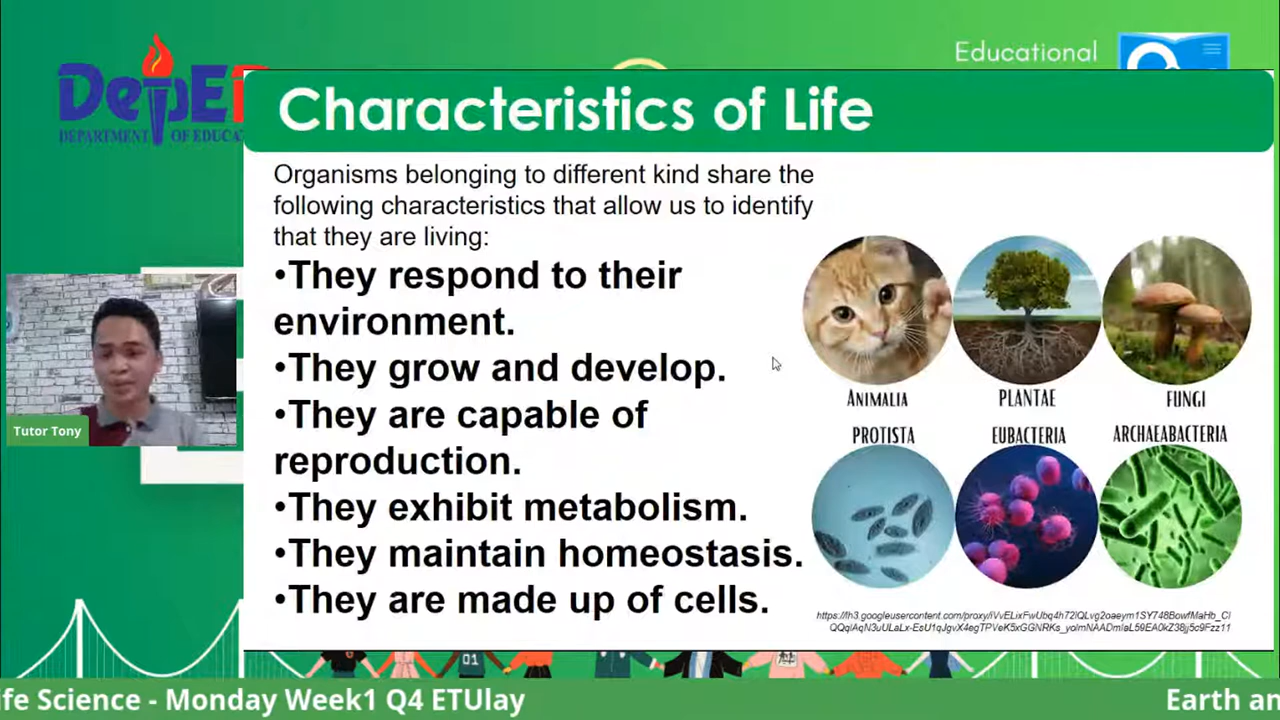 Educational
DepE
DEPARTMENT OF EDUCA
Characteristics of Life
Organisms belonging to different kind share the
following characteristics that allow us to identify
that they are living:
•They respond to their
environment.
•They grow and develop.
•They are capable of
reproduction.
•They exhibit metabolism.
•They maintain homeostasis.
•They are made up of cells.
ANIMALIA PLANTAE FUNGI
PROTISTA EUBACTERIA ARCHAEABACTERIA
Tutor Tony
01
ife Science - Monday Week1 Q4 ETUlay
Earth an